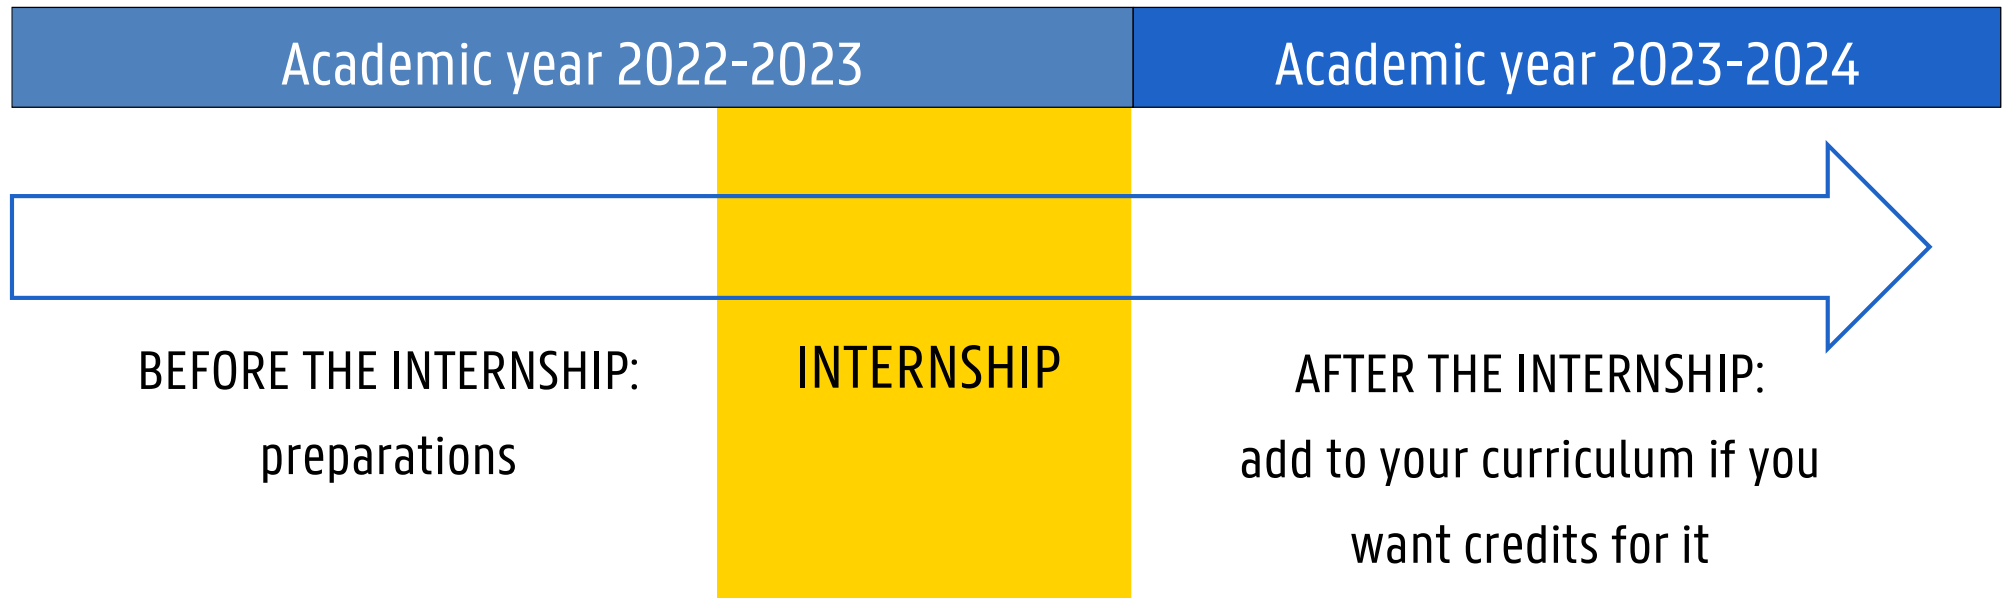 Academic year 2022-2023
Academic year 2023-2024
BEFORE THE INTERNSHIP:
preparations
INTERNSHIP
AFTER THE INTERNSHIP:
add to your curriculum if you
want credits for it